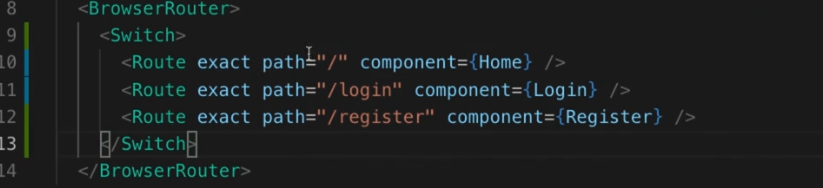 8 <BrowserRouter>
9 <Switch>
10 <Route exact path="/" component={Home} />
11 <Route exact path="/login" component={Login} />
12 <Route exact path="/register" component={Register} />
13 </Switch>
14 </BrowserRouter>